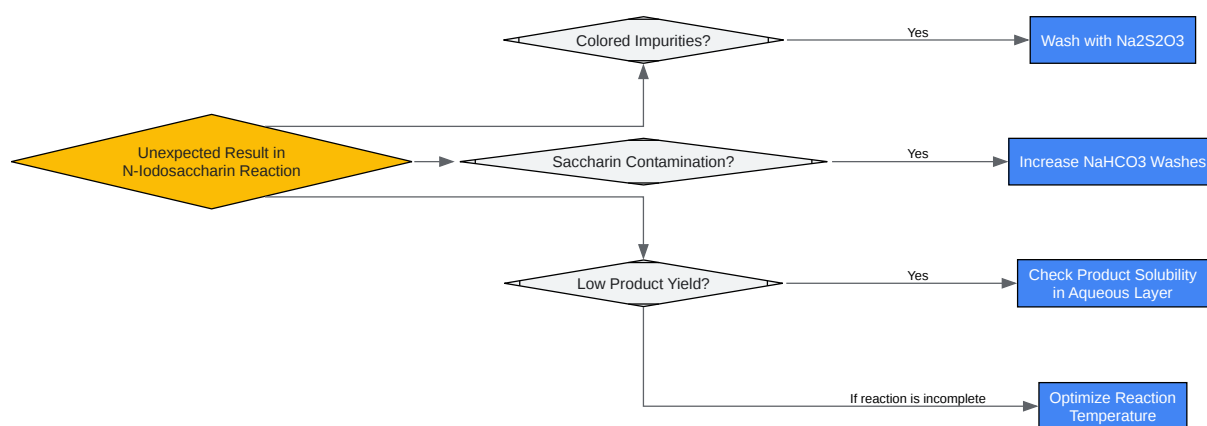 Colored Impurities?
Yes
Wash with Na2S2O3
Unexpected Result in
N-Iodosaccharin Reaction
Saccharin Contamination?
Yes
Increase NaHCO3 Washes
Low Product Yield?
Yes
Check Product Solubility
in Aqueous Layer
If reaction is incomplete
Optimize Reaction
Temperature